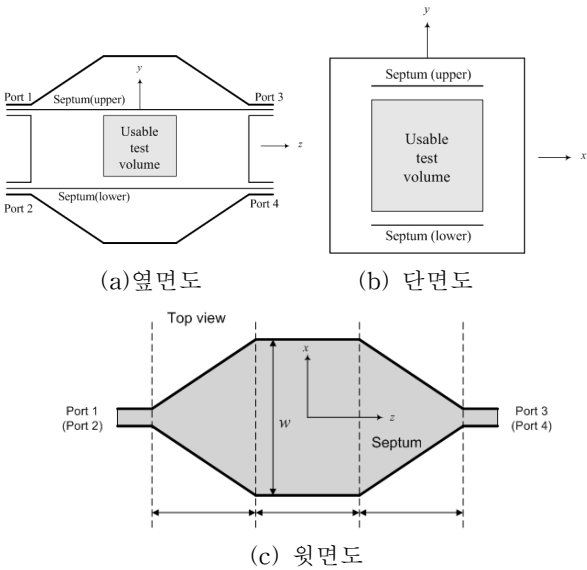 Port 1
Septum(upper)
y
Port 3
Usable
test
volume
z
Port 2
Septum(lower)
Port 4
(a)옆면도
y
Septum (upper)
Usable
test
volume
x
Septum (lower)
(b) 단면도
Top view
x
Port 1
(Port 2)
w
z
Septum
Port 3
(Port 4)
(c) 윗면도